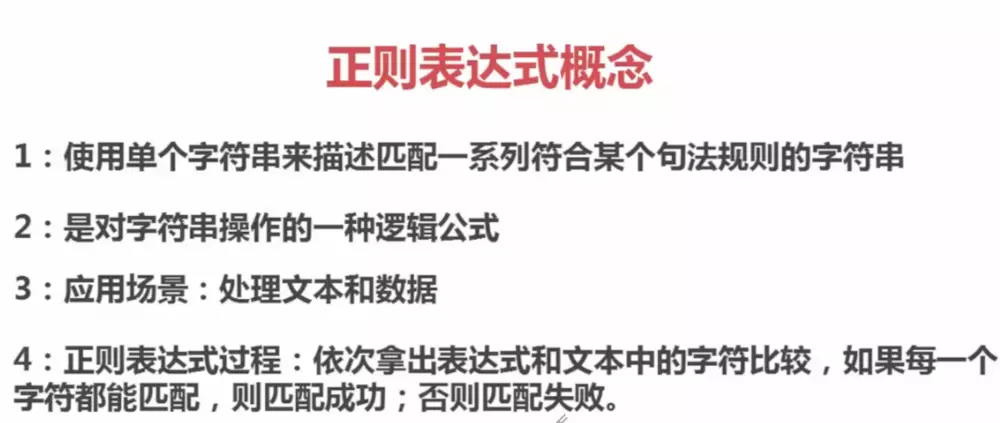 正则表达式概念
1：使用单个字符串来描述匹配一系列符合某个句法规则的字符串
2：是对字符串操作的一种逻辑公式
3：应用场景：处理文本和数据
4：正则表达式过程：依次拿出表达式和文本中的字符比较，如果每一个
字符都能匹配，则匹配成功；否则匹配失败。